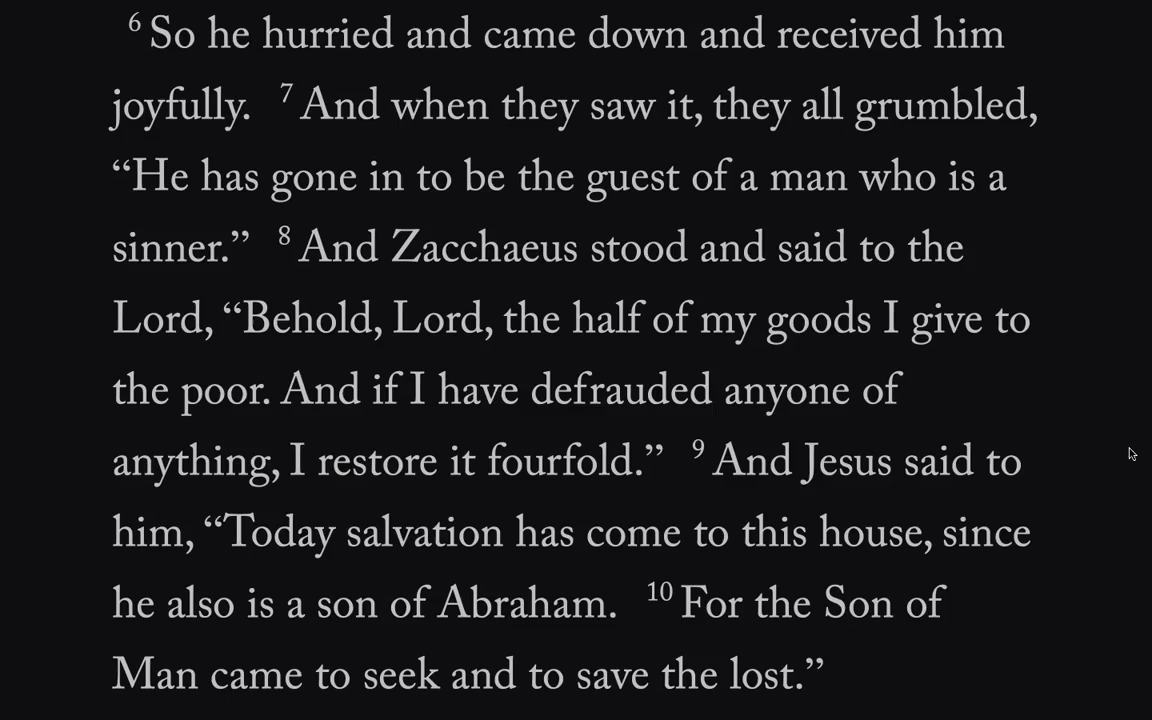 6 So he hurried and came down and received him
joyfully. 7 And when they saw it, they all grumbled,
“He has gone in to be the guest of a man who is a
sinner.” 8 And Zacchaeus stood and said to the
Lord, “Behold, Lord, the half of my goods I give to
the poor. And if I have defrauded anyone of
anything, I restore it fourfold.” 9 And Jesus said to
him, “Today salvation has come to this house, since
he also is a son of Abraham. 10 For the Son of
Man came to seek and to save the lost.”